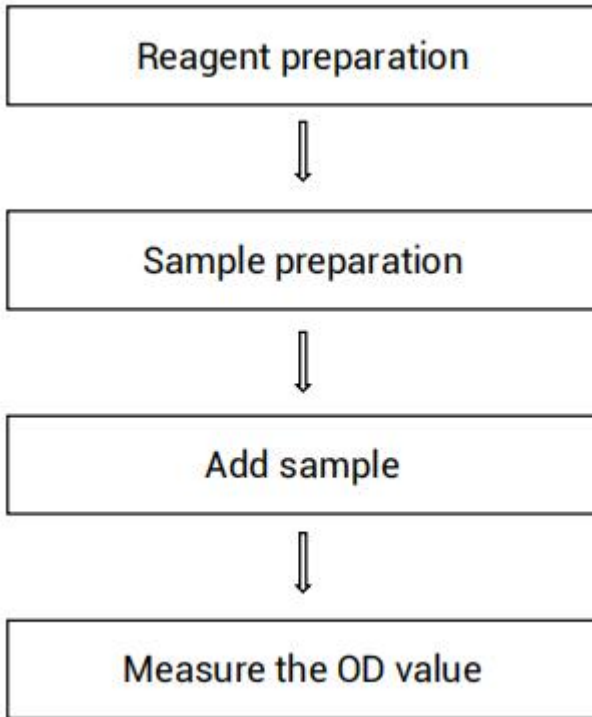 Reagent preparation
Sample preparation
Add sample
Measure the OD value